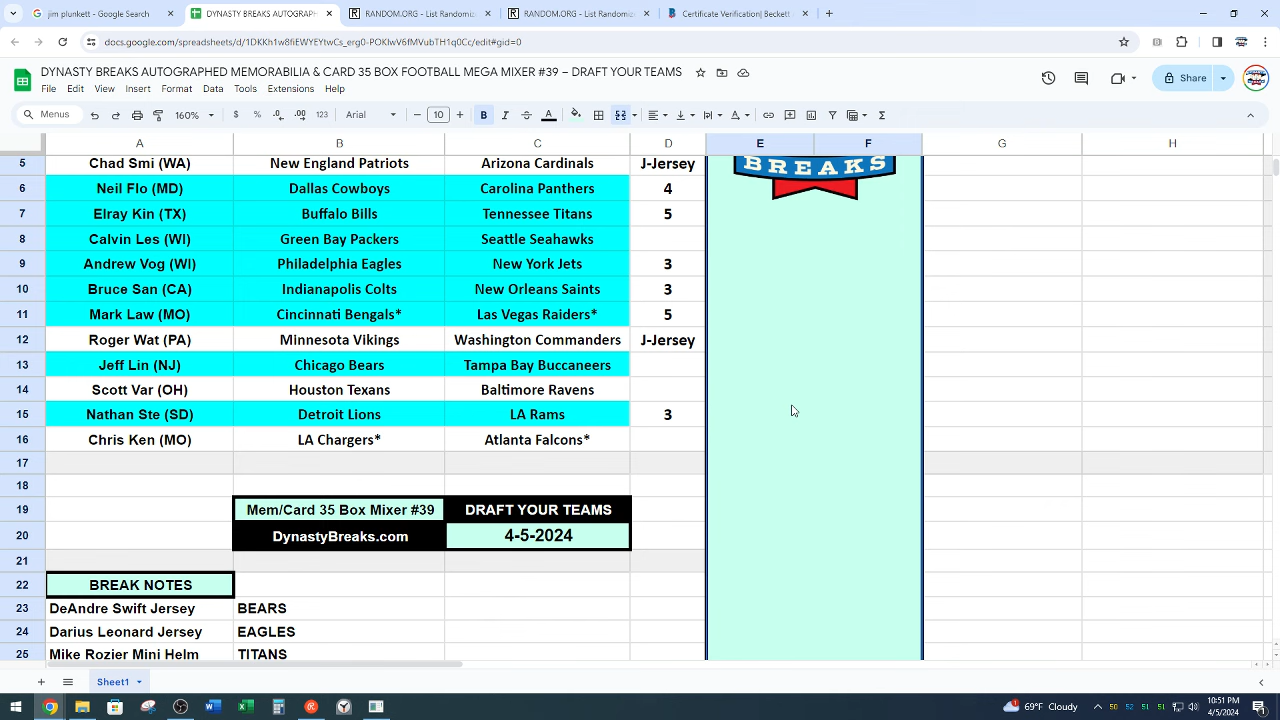 jim plunkett - Google Search
DYNASTY BREAKS AUTOGRAPH
RANDOM.ORG - List Randomiz
RANDOM.ORG - List Randomiz
Certificate Verification| Beckett
docs.google.com/spreadsheets/d/1DKKh1w8fiEWYEYtwCs_erg0-POKlwV6fMVubTH1q0Cc/edit#gid=0
DYNASTY BREAKS AUTOGRAPHED MEMORABILIA & CARD 35 BOX FOOTBALL MEGA MIXER #39 – DRAFT YOUR TEAMS
Share
File Edit View Insert Format Data Tools Extensions Help
Menus 160% $ % .0 .00 123 Arial - 10 + B I A
A B C D E F G H
5 Chad Smi (WA) New England Patriots Arizona Cardinals J-Jersey BREAKS
6 Neil Flo (MD) Dallas Cowboys Carolina Panthers 4
7 Elray Kin (TX) Buffalo Bills Tennessee Titans 5
8 Calvin Les (WI) Green Bay Packers Seattle Seahawks
9 Andrew Vog (WI) Philadelphia Eagles New York Jets 3
10 Bruce San (CA) Indianapolis Colts New Orleans Saints 3
11 Mark Law (MO) Cincinnati Bengals* Las Vegas Raiders* 5
12 Roger Wat (PA) Minnesota Vikings Washington Commanders J-Jersey
13 Jeff Lin (NJ) Chicago Bears Tampa Bay Buccaneers
14 Scott Var (OH) Houston Texans Baltimore Ravens
15 Nathan Ste (SD) Detroit Lions LA Rams 3
16 Chris Ken (MO) LA Chargers* Atlanta Falcons*
17
18
19 Mem/Card 35 Box Mixer #39 DRAFT YOUR TEAMS
20 DynastyBreaks.com 4-5-2024
21
22 BREAK NOTES
23 DeAndre Swift Jersey BEARS
24 Darius Leonard Jersey EAGLES
25 Mike Rozier Mini Helm TITANS
Sheet1
69°F Cloudy
50 52 51 51
10:51 PM
4/5/2024